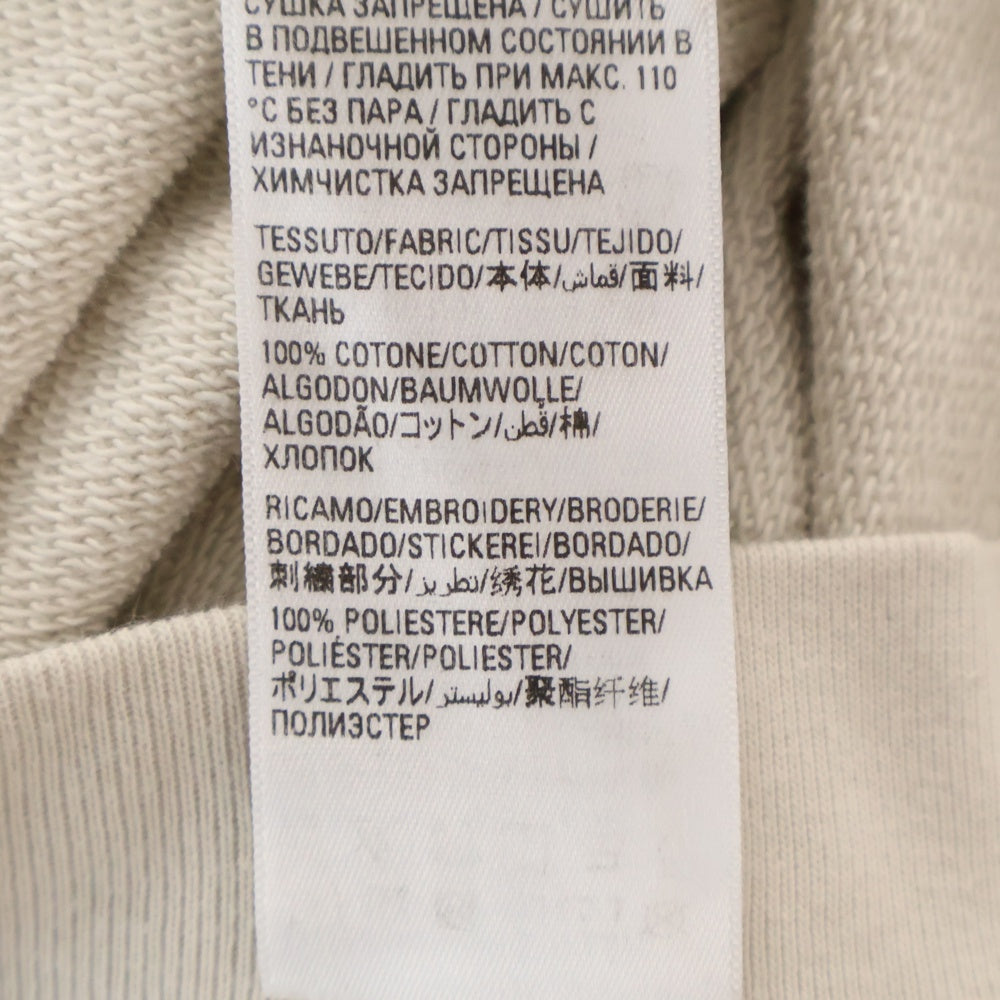 СУШКА ЗАПРЕЩЕНА / СУШИТЬ
В ПОДВЕШЕННОМ СОСТОЯНИИ В
ТЕНИ / ГЛАДИТЬ ПРИ МАКС. 110
°C БЕЗ ПАРА / ГЛАДИТЬ С
ИЗНАНОЧНОЙ СТОРОНЫ /
ХИМЧИСТКА ЗАПРЕЩЕНА
TESSUTO/FABRIC/TISSU/TEJIDO/
GEWEBE/TECIDO/本体/قماش/面料/
ТКАНЬ
100% COTONE/COTTON/COTON/
ALGODON/BAUMWOLLE/
ALGODÃO/コットン/قطن/棉/
ХЛОПОК
RICAMO/EMBROIDERY/BRODERIE/
BORDADO/STICKEREI/BORDADO/
刺繍部分/تطريز/绣花/ВЫШИВКА
100% POLIESTERE/POLYESTER/
POLIÉSTER/POLIESTER/
ポリエステル/بوليستر/聚酯纤维/
ПОЛИЭСТЕР